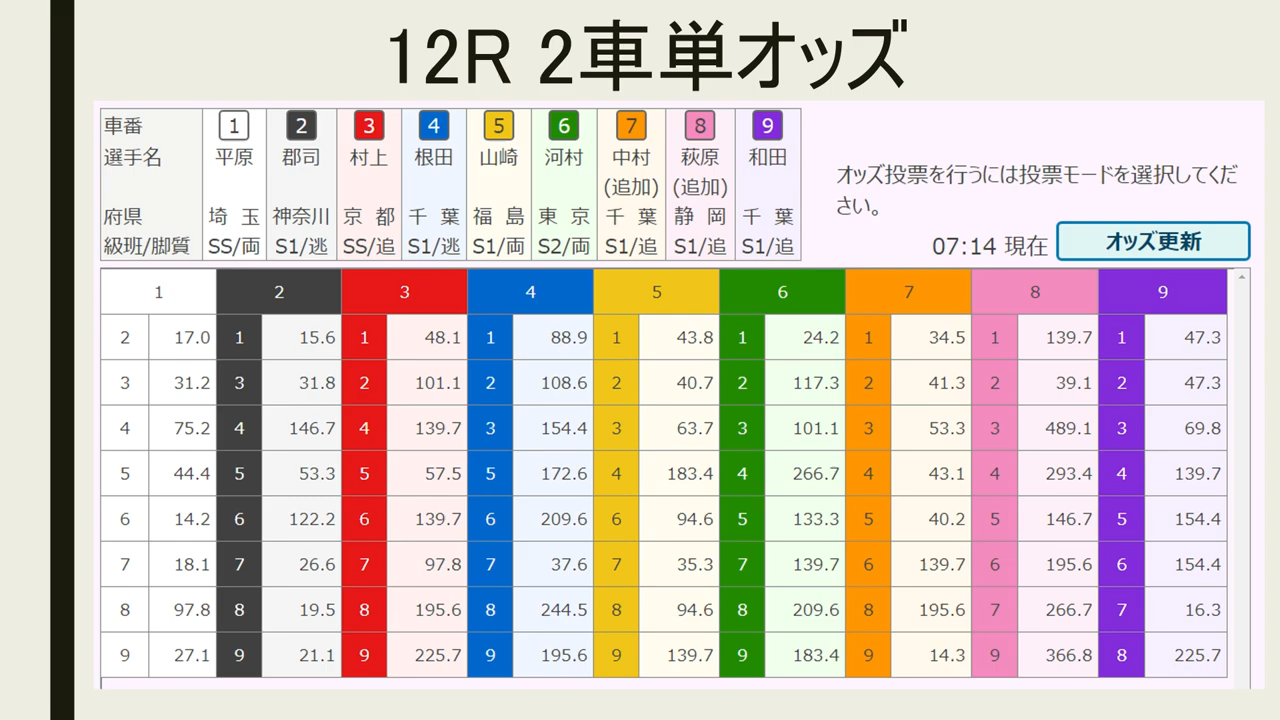 12R 2車単オッズ
車番 1 2 3 4 5 6 7 8 9
選手名 平原 郡司 村上 根田 山崎 河村 中村 萩原 和田
(追加) (追加)
府県 埼 玉 神奈川 京 都 千 葉 福 島 東 京 千 葉 静 岡 千 葉
級班/脚質 SS/両 S1/逃 SS/追 S1/逃 S1/両 S2/両 S1/追 S1/追 S1/追
オッズ投票を行うには投票モードを選択してくだ
さい。
07:14 現在 オッズ更新
1 2 3 4 5 6 7 8 9
2 17.0 1 15.6 1 48.1 1 88.9 1 43.8 1 24.2 1 34.5 1 139.7 1 47.3
3 31.2 3 31.8 2 101.1 2 108.6 2 40.7 2 117.3 2 41.3 2 39.1 2 47.3
4 75.2 4 146.7 4 139.7 3 154.4 3 63.7 3 101.1 3 53.3 3 489.1 3 69.8
5 44.4 5 53.3 5 57.5 5 172.6 4 183.4 4 266.7 4 43.1 4 293.4 4 139.7
6 14.2 6 122.2 6 139.7 6 209.6 6 94.6 5 133.3 5 40.2 5 146.7 5 154.4
7 18.1 7 26.6 7 97.8 7 37.6 7 35.3 7 139.7 6 139.7 6 195.6 6 154.4
8 97.8 8 19.5 8 195.6 8 244.5 8 94.6 8 209.6 8 195.6 7 266.7 7 16.3
9 27.1 9 21.1 9 225.7 9 195.6 9 139.7 9 183.4 9 14.3 9 366.8 8 225.7